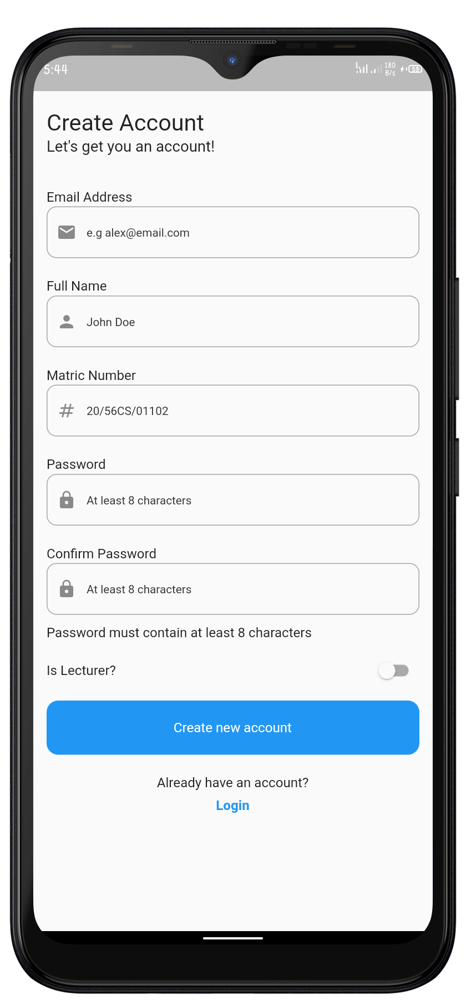 5:44
E
180
B/s
53
Create Account
Let's get you an account!
Email Address
e.g alex@email.com
Full Name
John Doe
Matric Number
# 20/56CS/01102
Password
At least 8 characters
Confirm Password
At least 8 characters
Password must contain at least 8 characters
Is Lecturer?
Create new account
Already have an account?
Login